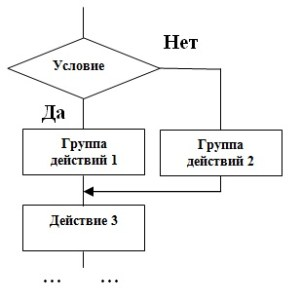 Нет
Условие
Да
Группа
действий 1
Группа
действий 2
Действие 3
... ...